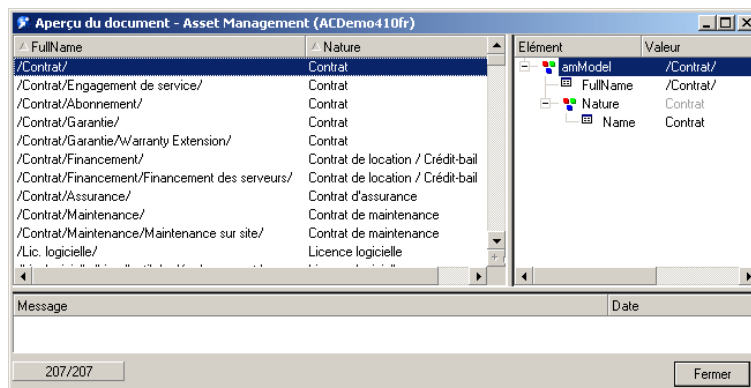 Aperçu du document - Asset Management (ACDemo410fr)
FullName Nature
/Contrat/ Contrat
/Contrat/Engagement de service/ Contrat
/Contrat/Abonnement/ Contrat
/Contrat/Garantie/ Contrat
/Contrat/Garantie/Warranty Extension/ Contrat
/Contrat/Financement/ Contrat de location / Crédit-bail
/Contrat/Financement/Financement des serveurs/ Contrat de location / Crédit-bail
/Contrat/Assurance/ Contrat d'assurance
/Contrat/Maintenance/ Contrat de maintenance
/Contrat/Maintenance/Maintenance sur site/ Contrat de maintenance
/Lic. logicielle/ Licence logicielle
Elément Valeur
amModel /Contrat/
FullName /Contrat/
Nature Contrat
Name Contrat
Message Date
207/207
Fermer